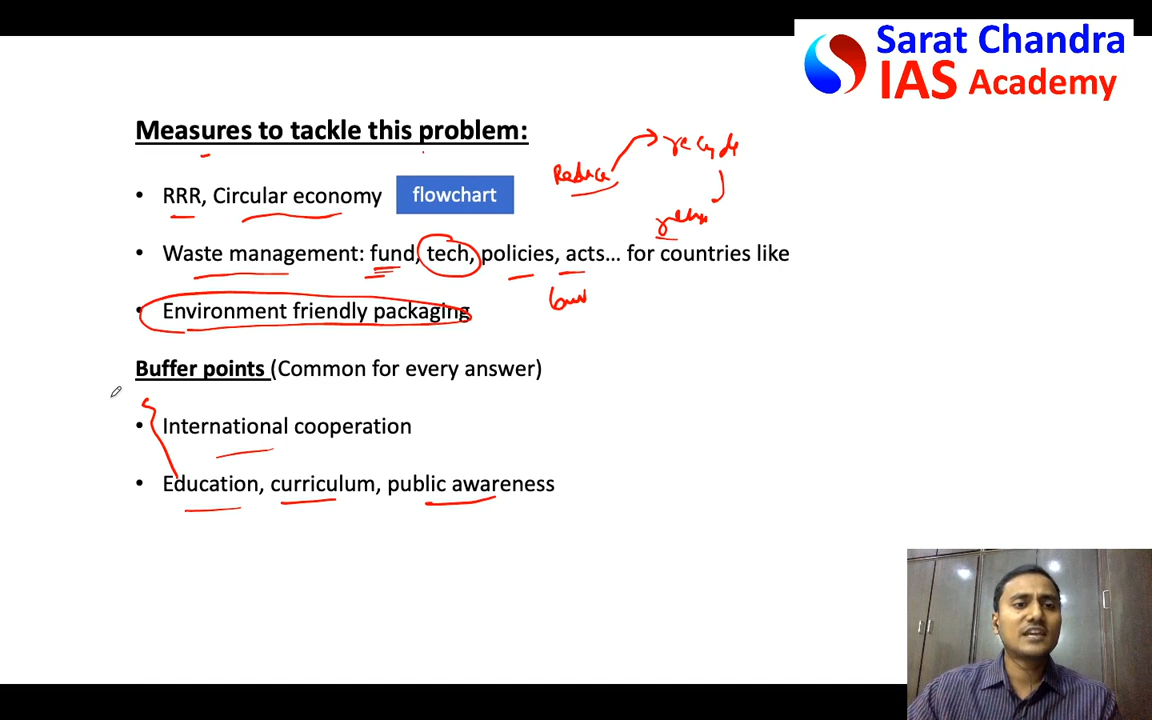 Sarat Chandra
IAS Academy
Measures to tackle this problem:
Reduce
recycle
• RRR, Circular economy
flowchart
• Waste management: fund, tech, policies, acts... for countries like
• Environment friendly packaging
Buffer points (Common for every answer)
• International cooperation
• Education, curriculum, public awareness